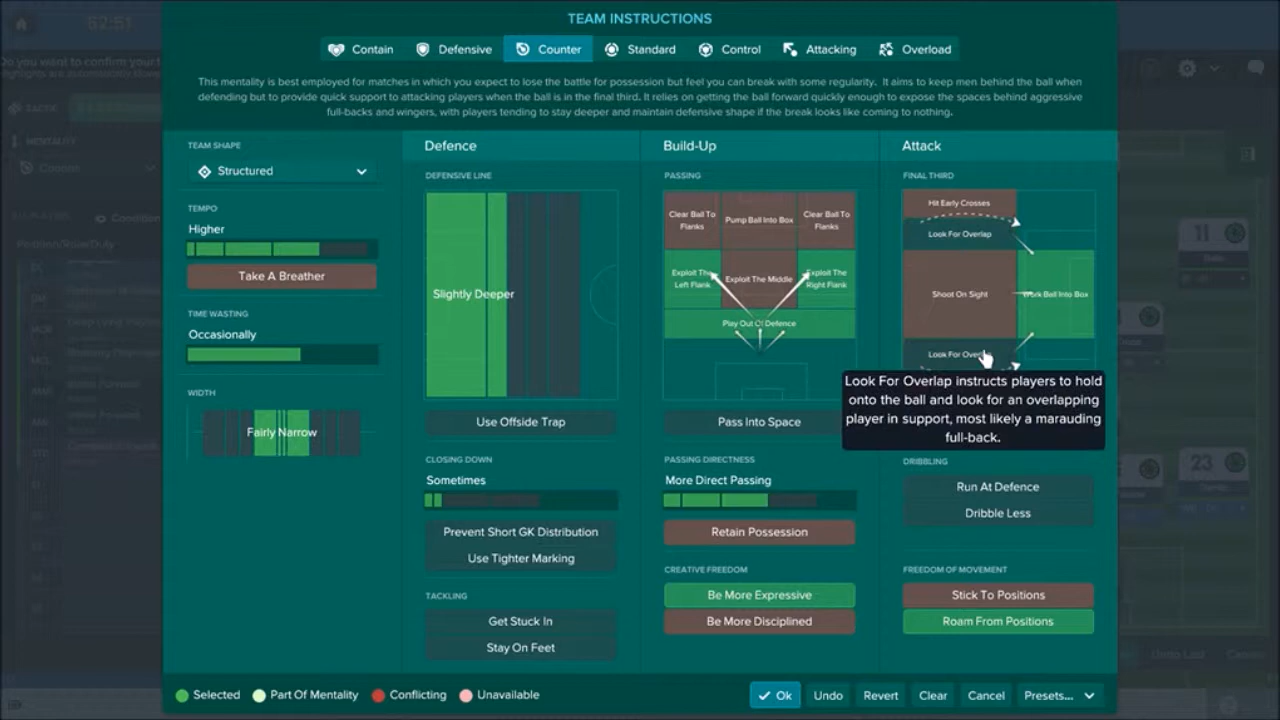 62:51
TEAM INSTRUCTIONS
Contain
Defensive
Counter
Standard
Control
Attacking
Overload
This mentality is best employed for matches in which you expect to lose the battle for possession but feel you can break with some regularity. It aims to keep men behind the ball when
defending but to provide quick support to attacking players when the ball is in the final third. It relies on getting the ball forward quickly enough to expose the spaces behind aggressive
full-backs and wingers, with players tending to stay deeper and maintain defensive shape if the break looks like coming to nothing.
TEAM SHAPE
Structured
TEMPO
Higher
Take A Breather
TIME WASTING
Occasionally
WIDTH
Fairly Narrow
Defence
DEFENSIVE LINE
Slightly Deeper
Use Offside Trap
CLOSING DOWN
Sometimes
Prevent Short GK Distribution
Use Tighter Marking
TACKLING
Get Stuck In
Stay On Feet
Build-Up
PASSING
Clear Ball To
Flanks
Pump Ball Into Box
Clear Ball To
Flanks
Exploit The
Left Flank
Exploit The Middle
Exploit The
Right Flank
Play Out Of Defence
Pass Into Space
PASSING DIRECTNESS
More Direct Passing
Retain Possession
CREATIVE FREEDOM
Be More Expressive
Be More Disciplined
Attack
FINAL THIRD
Hit Early Crosses
Look For Overlap
Shoot On Sight
Work Ball Into Box
Look For
Look For Overlap instructs players to hold
onto the ball and look for an overlapping
player in support, most likely a marauding
full-back.
DRIBBLING
Run At Defence
Dribble Less
FREEDOM OF MOVEMENT
Stick To Positions
Roam From Positions
Selected
Part Of Mentality
Conflicting
Unavailable
Ok
Undo
Revert
Clear
Cancel
Presets...
MENTALITY
Counter
Condition
Position/Role/Duty
11
23
Undo Last